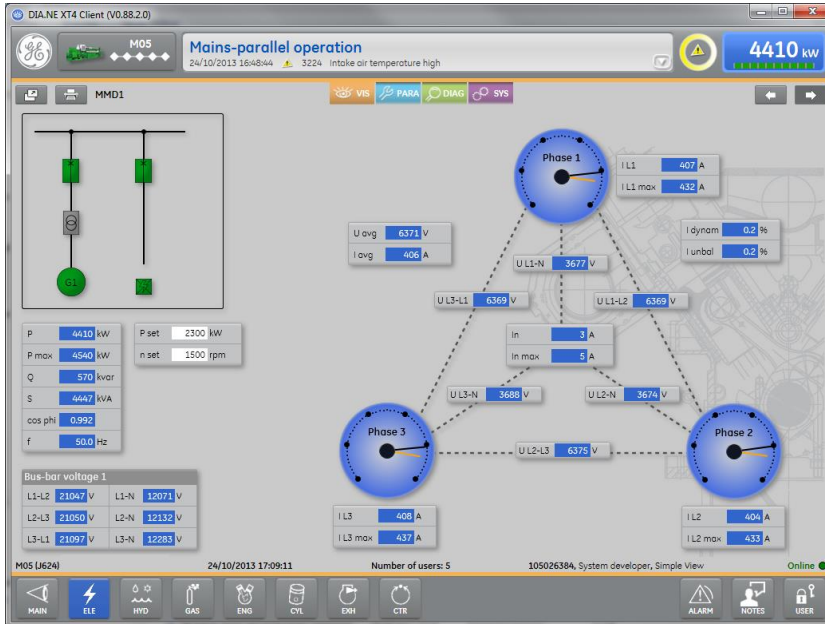 DIA.NE XT4 Client (V0.88.2.0)
M05
Mains-parallel operation
24/10/2013 16:48:44 3224 Intake air temperature high
4410 kW
MMD1
VIS PARA DIAG SYS
G1
Phase 1
I L1 407 A
I L1 max 432 A
U avg 6371 V
I avg 406 A
I dynam 0.2 %
I unbal 0.2 %
U L1-N 3677 V
U L3-L1 6369 V
U L1-L2 6369 V
In 3 A
In max 5 A
U L3-N 3688 V
U L2-N 3674 V
Phase 3
Phase 2
U L2-L3 6375 V
P 4410 kW
P max 4540 kW
Q 570 kvar
S 4447 kVA
cos phi 0.992
f 50.0 Hz
P set 2300 kW
n set 1500 rpm
Bus-bar voltage 1
L1-L2 21047 V L1-N 12071 V
L2-L3 21050 V L2-N 12132 V
L3-L1 21097 V L3-N 12283 V
I L3 408 A
I L3 max 437 A
I L2 404 A
I L2 max 433 A
M05 (J624) 24/10/2013 17:09:11 Number of users: 5 105026384, System developer, Simple View Online
MAIN ELE HYD GAS ENG CYL EXH CTR ALARM NOTES USER